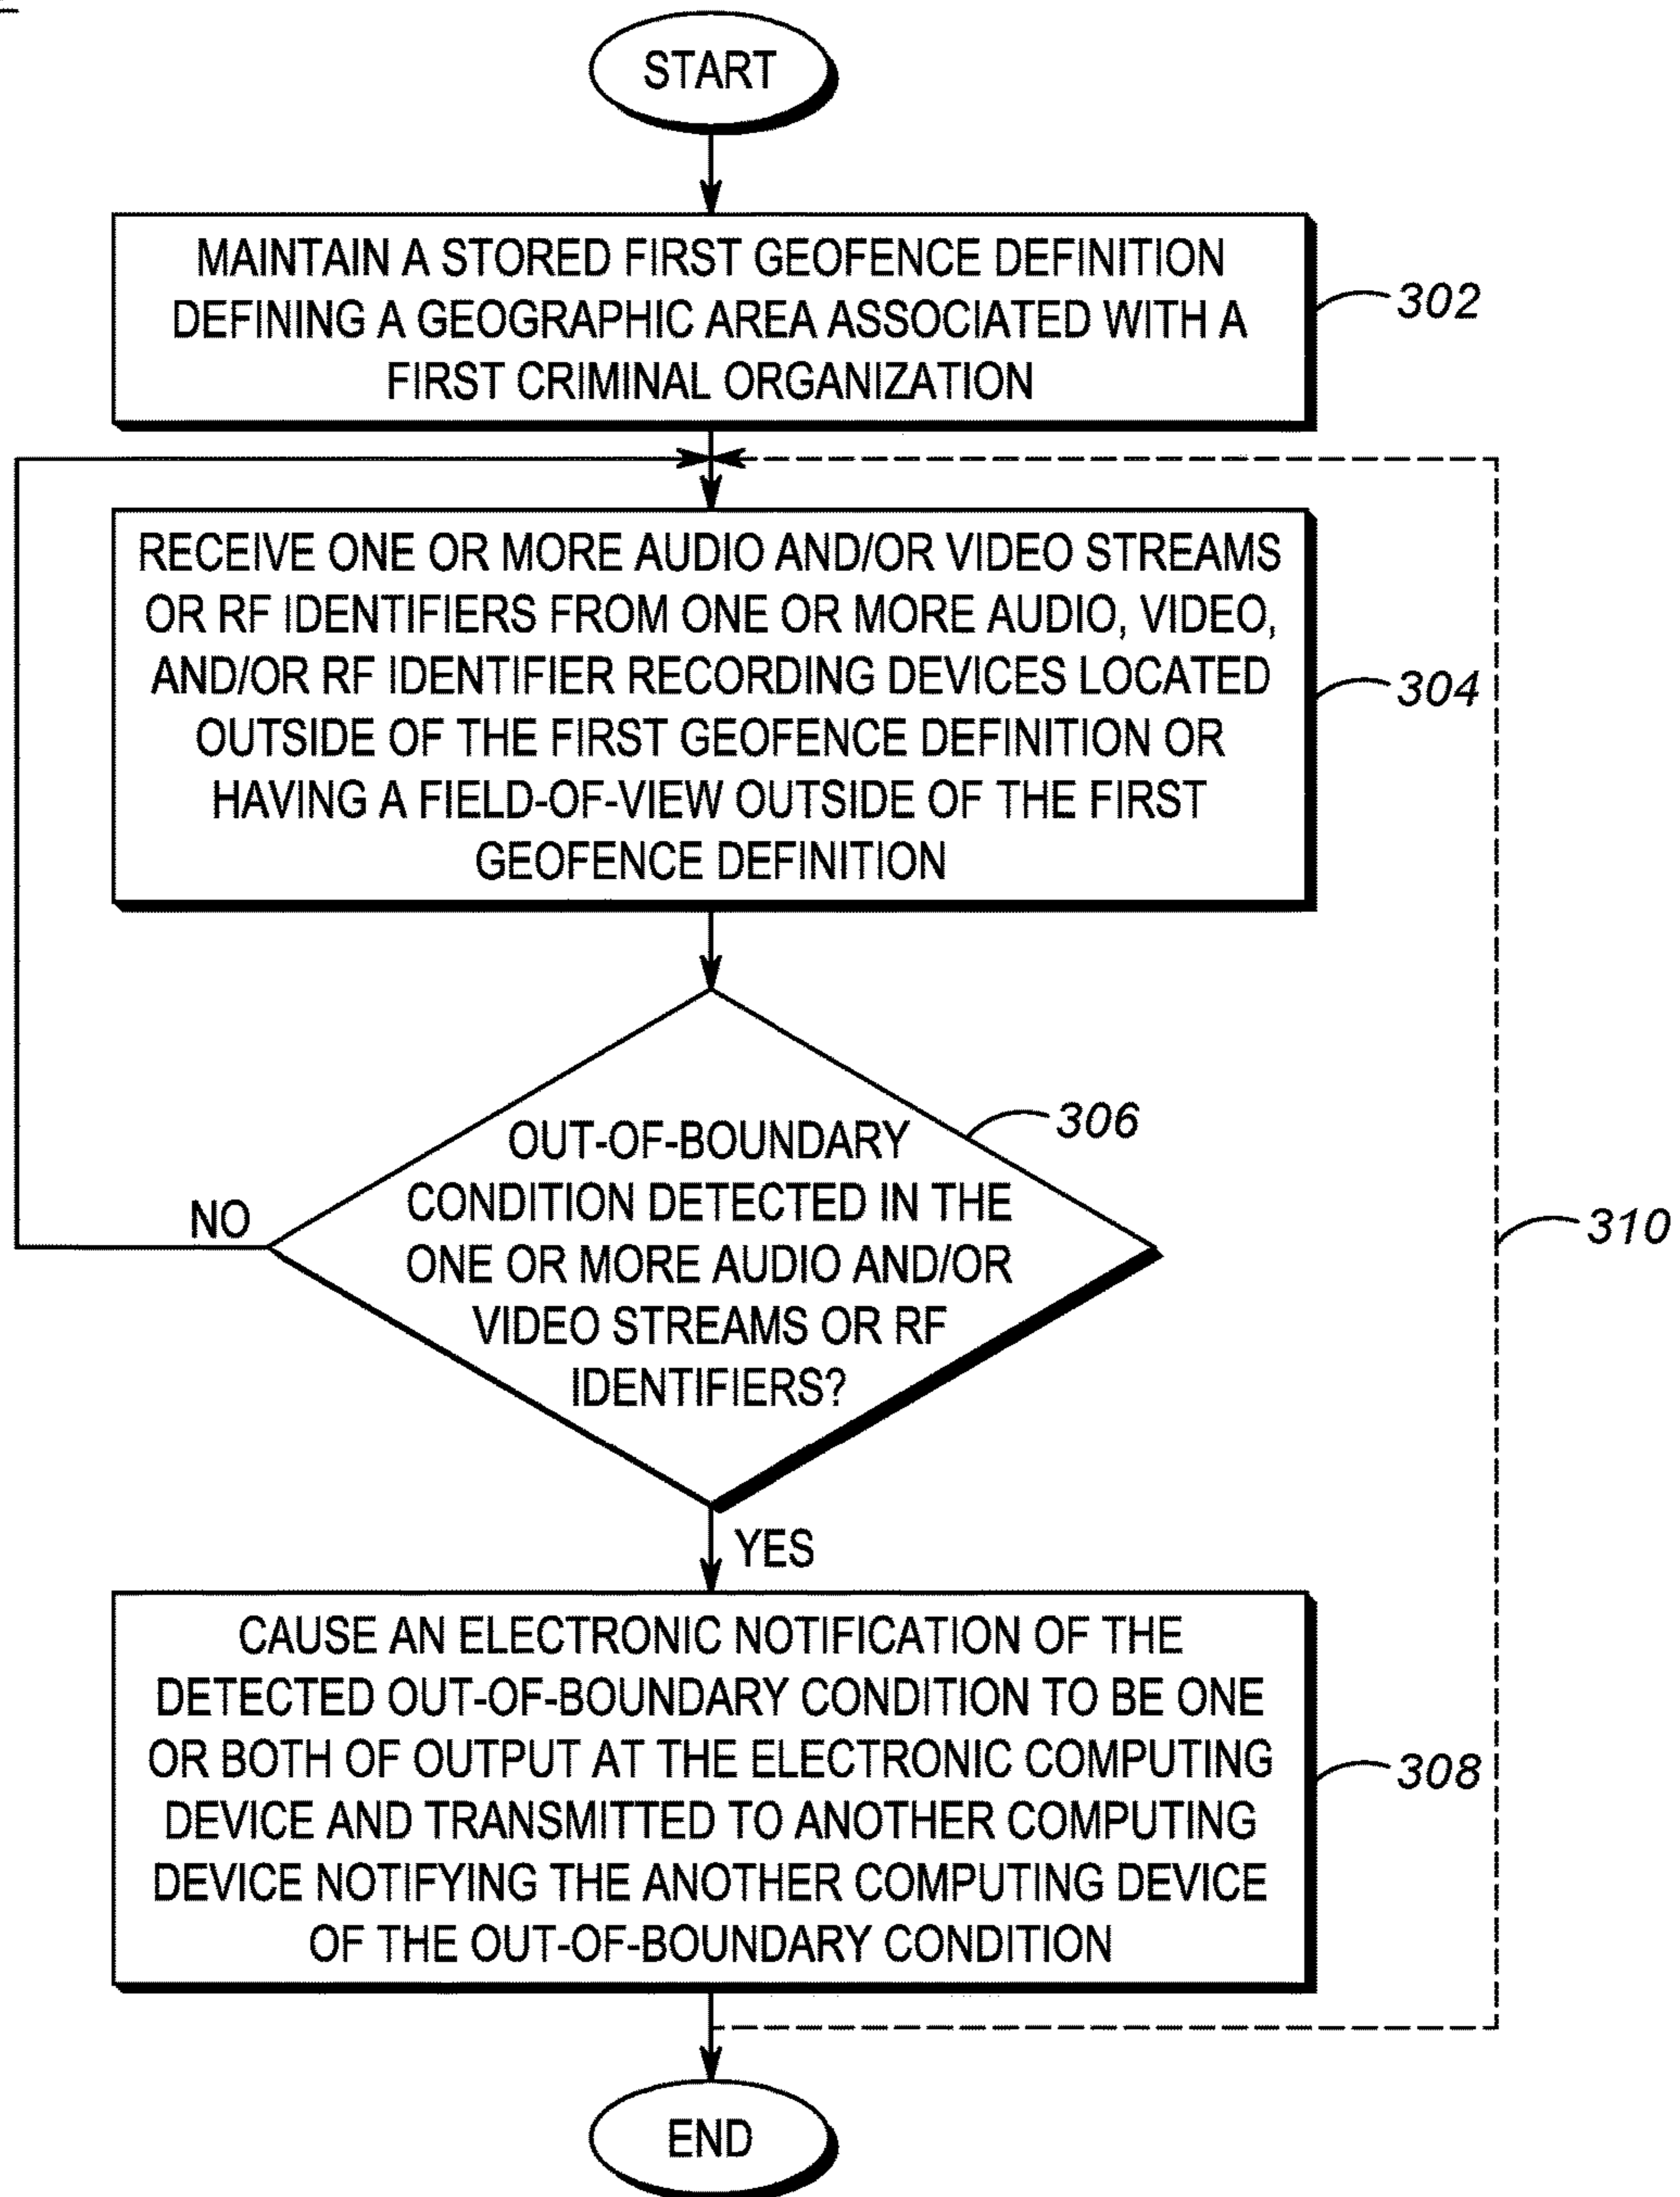 START
MAINTAIN A STORED FIRST GEOFENCE DEFINITION
DEFINING A GEOGRAPHIC AREA ASSOCIATED WITH A
FIRST CRIMINAL ORGANIZATION
302
RECEIVE ONE OR MORE AUDIO AND/OR VIDEO STREAMS
OR RF IDENTIFIERS FROM ONE OR MORE AUDIO, VIDEO,
AND/OR RF IDENTIFIER RECORDING DEVICES LOCATED
OUTSIDE OF THE FIRST GEOFENCE DEFINITION OR
HAVING A FIELD-OF-VIEW OUTSIDE OF THE FIRST
GEOFENCE DEFINITION
304
OUT-OF-BOUNDARY
CONDITION DETECTED IN THE
ONE OR MORE AUDIO AND/OR
VIDEO STREAMS OR RF
IDENTIFIERS?
306
NO
310
YES
CAUSE AN ELECTRONIC NOTIFICATION OF THE
DETECTED OUT-OF-BOUNDARY CONDITION TO BE ONE
OR BOTH OF OUTPUT AT THE ELECTRONIC COMPUTING
DEVICE AND TRANSMITTED TO ANOTHER COMPUTING
DEVICE NOTIFYING THE ANOTHER COMPUTING DEVICE
OF THE OUT-OF-BOUNDARY CONDITION
308
END